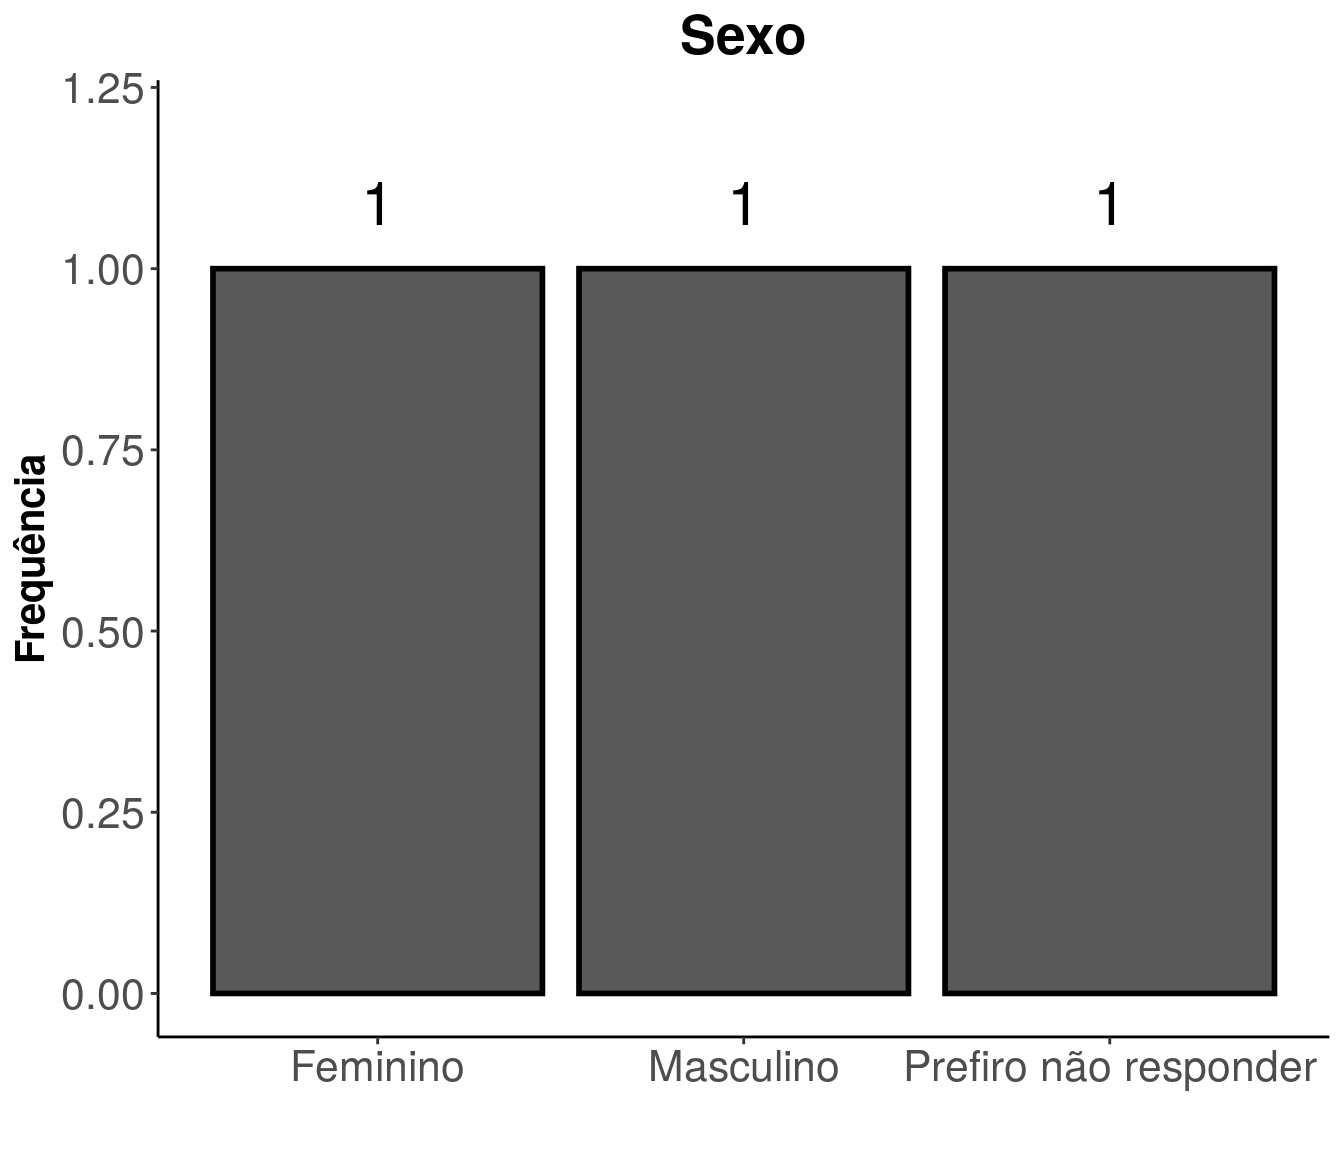 Sexo
1.25
1 1 1
1.00
0.75
Frequência
0.50
0.25
0.00
Feminino Masculino Prefiro não responder